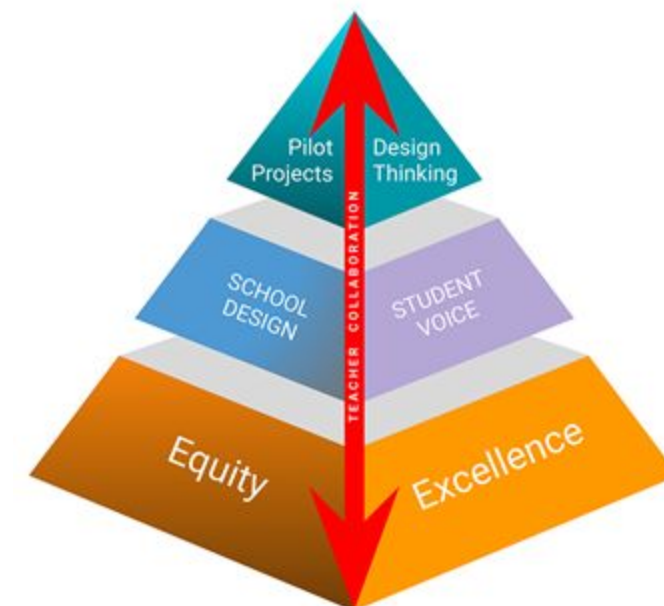 Pilot
Projects
Design
Thinking
SCHOOL
DESIGN
STUDENT
VOICE
TEACHER COLLABORATION
Equity
Excellence